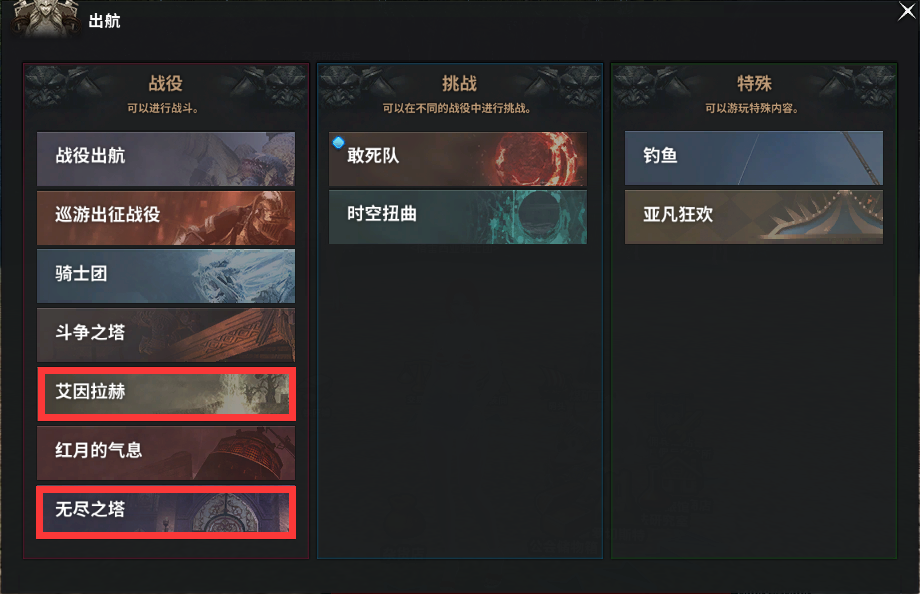 出航
战役
可以进行战斗。
战役出航
巡游出征战役
骑士团
斗争之塔
艾因拉赫
红月的气息
无尽之塔
挑战
可以在不同的战役中进行挑战。
敢死队
时空扭曲
特殊
可以游玩特殊内容。
钓鱼
亚凡狂欢